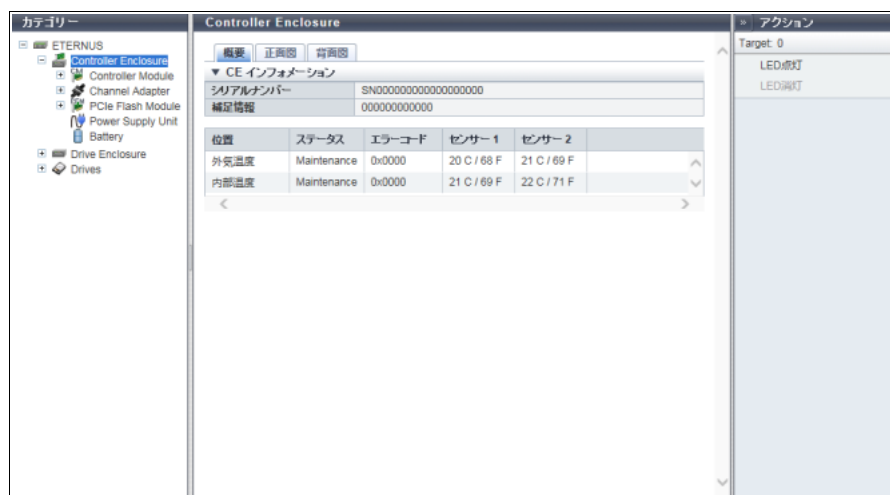 カテゴリー
ETERNUS
Controller Enclosure
Controller Module
Channel Adapter
PCIe Flash Module
Power Supply Unit
Battery
Drive Enclosure
Drives
Controller Enclosure
概要 正面図 背面図
▼ CE インフォメーション
シリアルナンバー SN00000000000000000000
補足情報 000000000000
位置 ステータス エラーコード センサー 1 センサー 2
外気温度 Maintenance 0x0000 20 C / 68 F 21 C / 69 F
内部温度 Maintenance 0x0000 21 C / 69 F 22 C / 71 F
» アクション
Target: 0
LED点灯
LED消灯